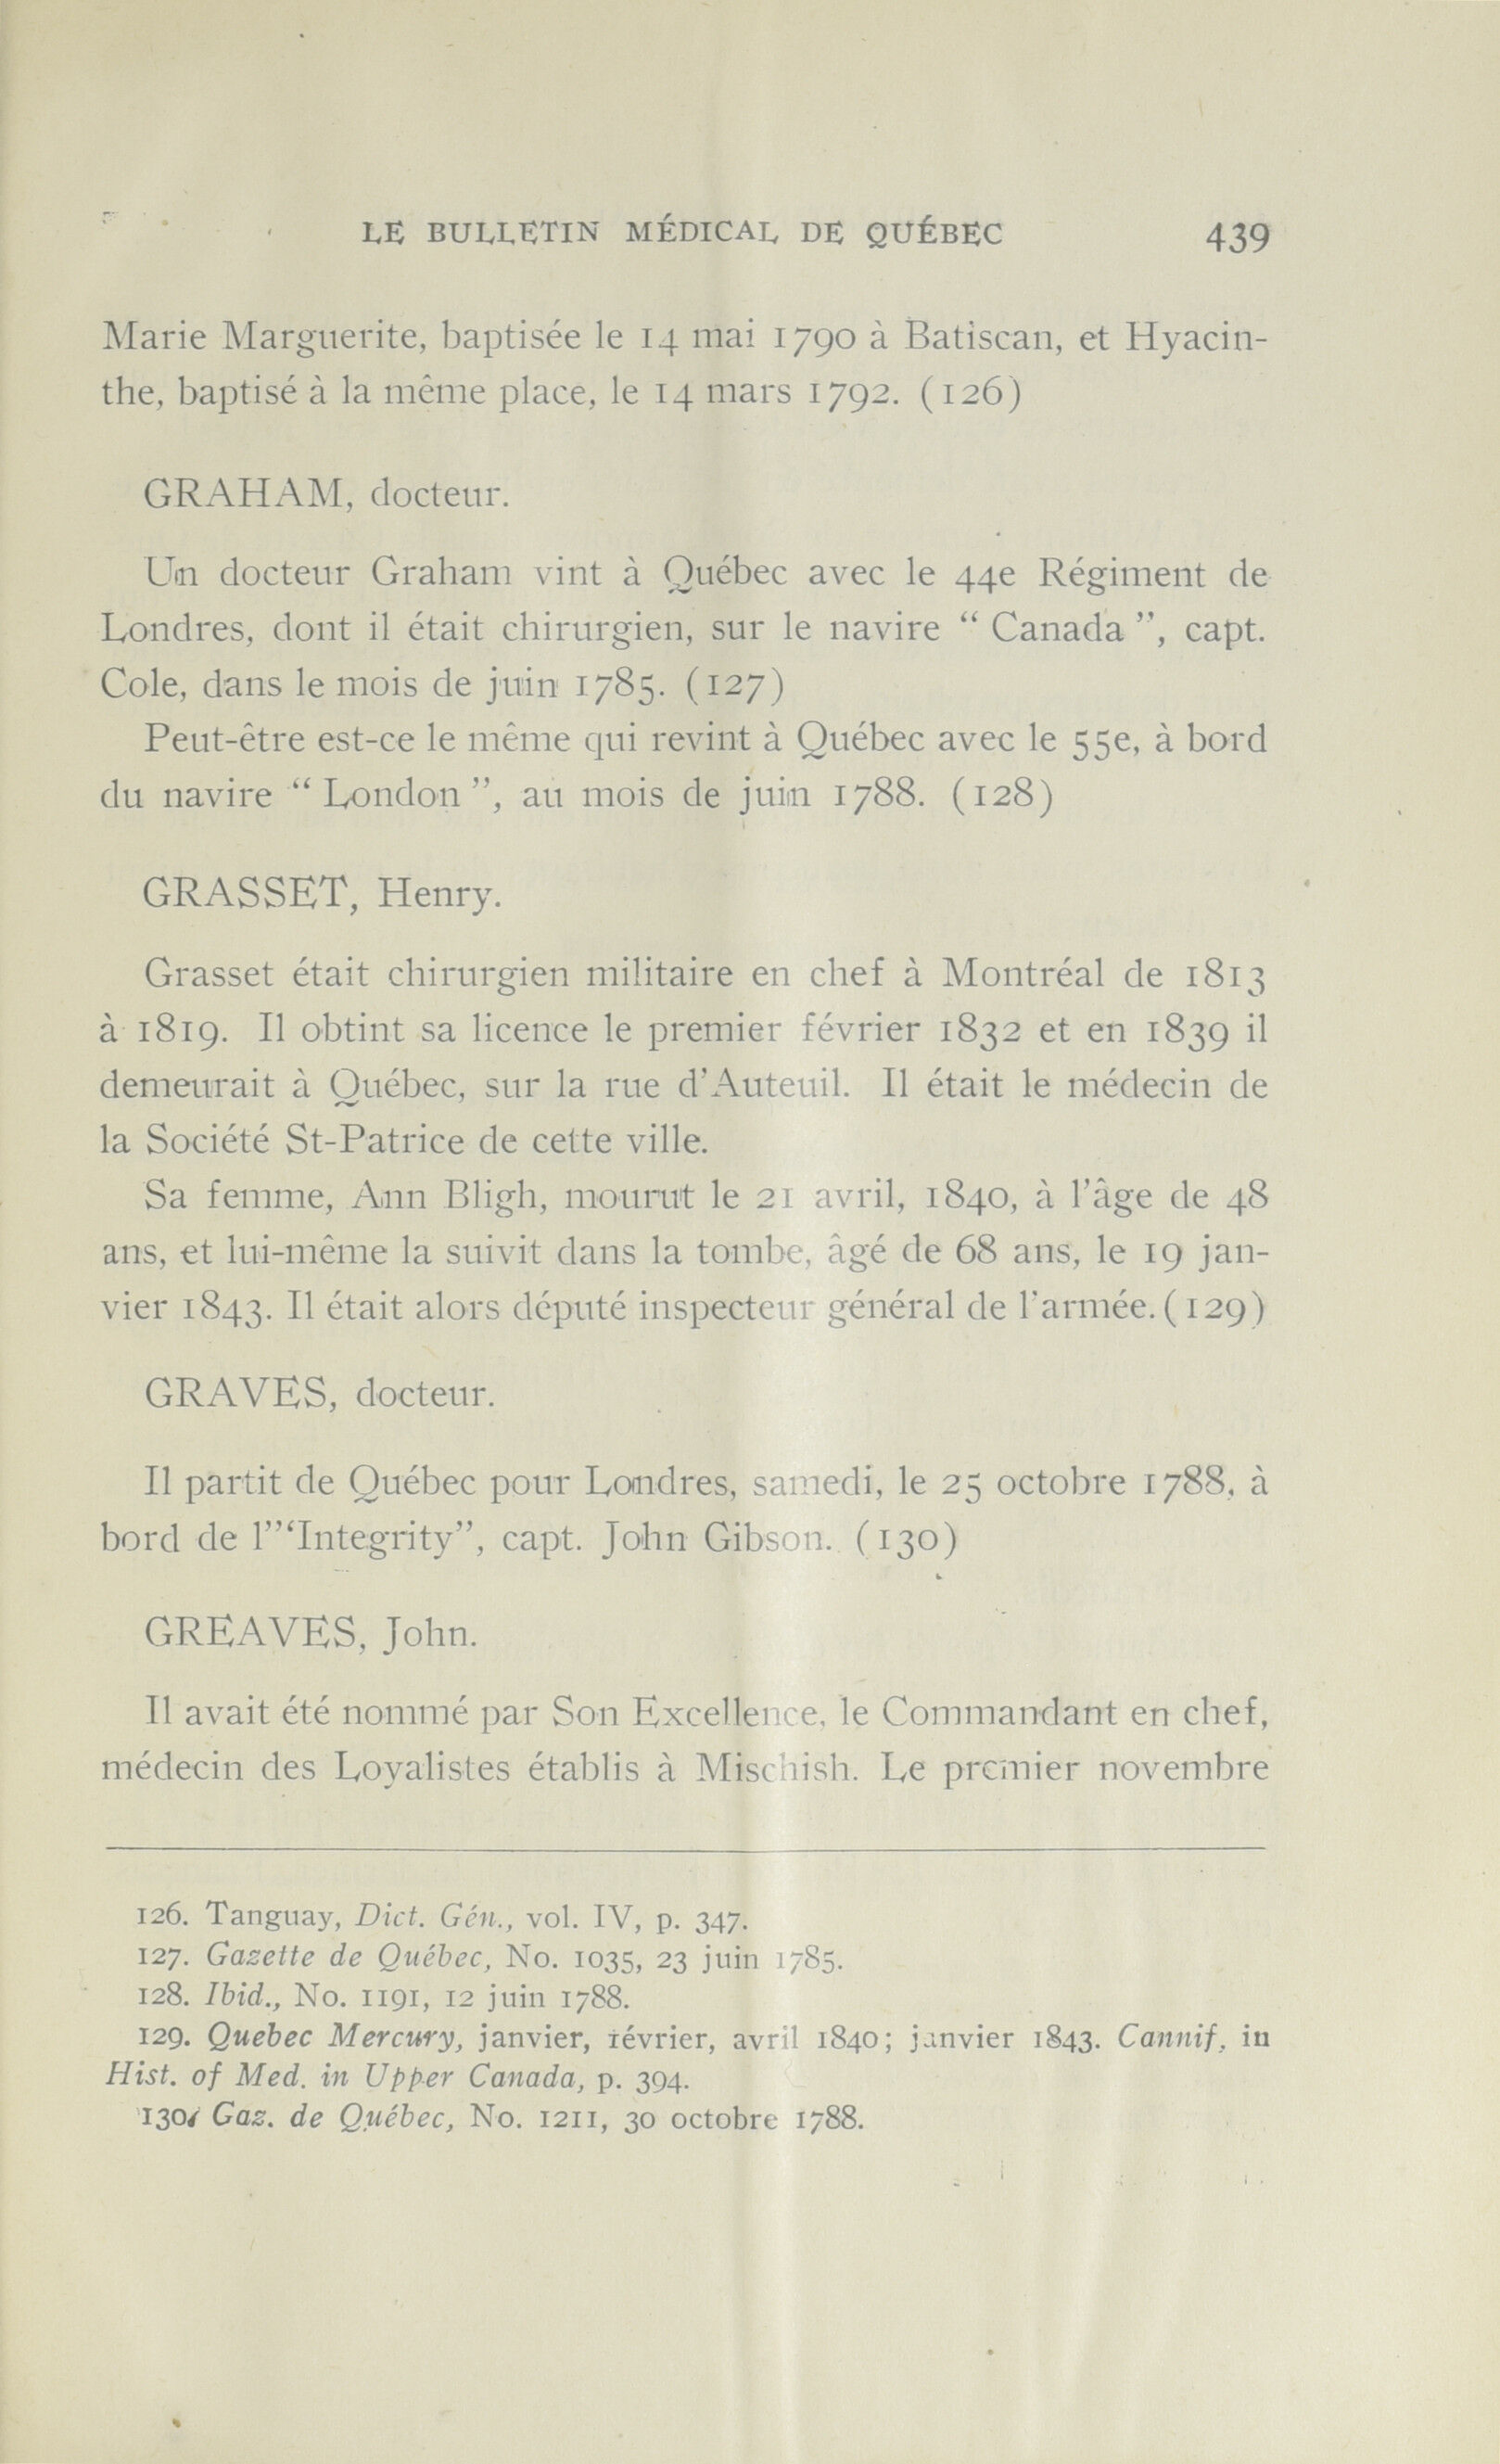 LE BULLETIN MÉDICAL DE QUÉBEC 439
Marie Marguerite, baptisée le 14 mai 1790 à Batiscan, et Hyacin-
the, baptisé à la même place, le 14 mars 1792. (126)
GRAHAM, docteur.
Un docteur Graham vint à Québec avec le 44e Régiment de
Londres, dont il était chirurgien, sur le navire “ Canada ”, capt.
Cole, dans le mois de juin 1785. (127)
Peut-être est-ce le même qui revint à Québec avec le 55e, à bord
du navire “ London ”, au mois de juin 1788. (128)
GRASSET, Henry.
Grasset était chirurgien militaire en chef à Montréal de 1813
à 1819. Il obtint sa licence le premier février 1832 et en 1839 il
demeurait à Québec, sur la rue d’Auteuil. Il était le médecin de
la Société St-Patrice de cette ville.
Sa femme, Ann Bligh, mourut le 21 avril, 1840, à l’âge de 48
ans, et lui-même la suivit dans la tombe, âgé de 68 ans, le 19 jan-
vier 1843. Il était alors député inspecteur général de l’armée. (129)
GRAVES, docteur.
Il partit de Québec pour Londres, samedi, le 25 octobre 1788, à
bord de l”‘Integrity”, capt. John Gibson. (130)
GREAVES, John.
Il avait été nommé par Son Excellence, le Commandant en chef,
médecin des Loyalistes établis à Mischish. Le premier novembre
126. Tanguay, Dict. Gén., vol. IV, p. 347.
127. Gazette de Québec, No. 1035, 23 juin 1785.
128. Ibid., No. 1191, 12 juin 1788.
129. Quebec Mercury, janvier, février, avril 1840; janvier 1843. Cannif, in
Hist. of Med. in Upper Canada, p. 394.
130. Gaz. de Québec, No. 1211, 30 octobre 1788.